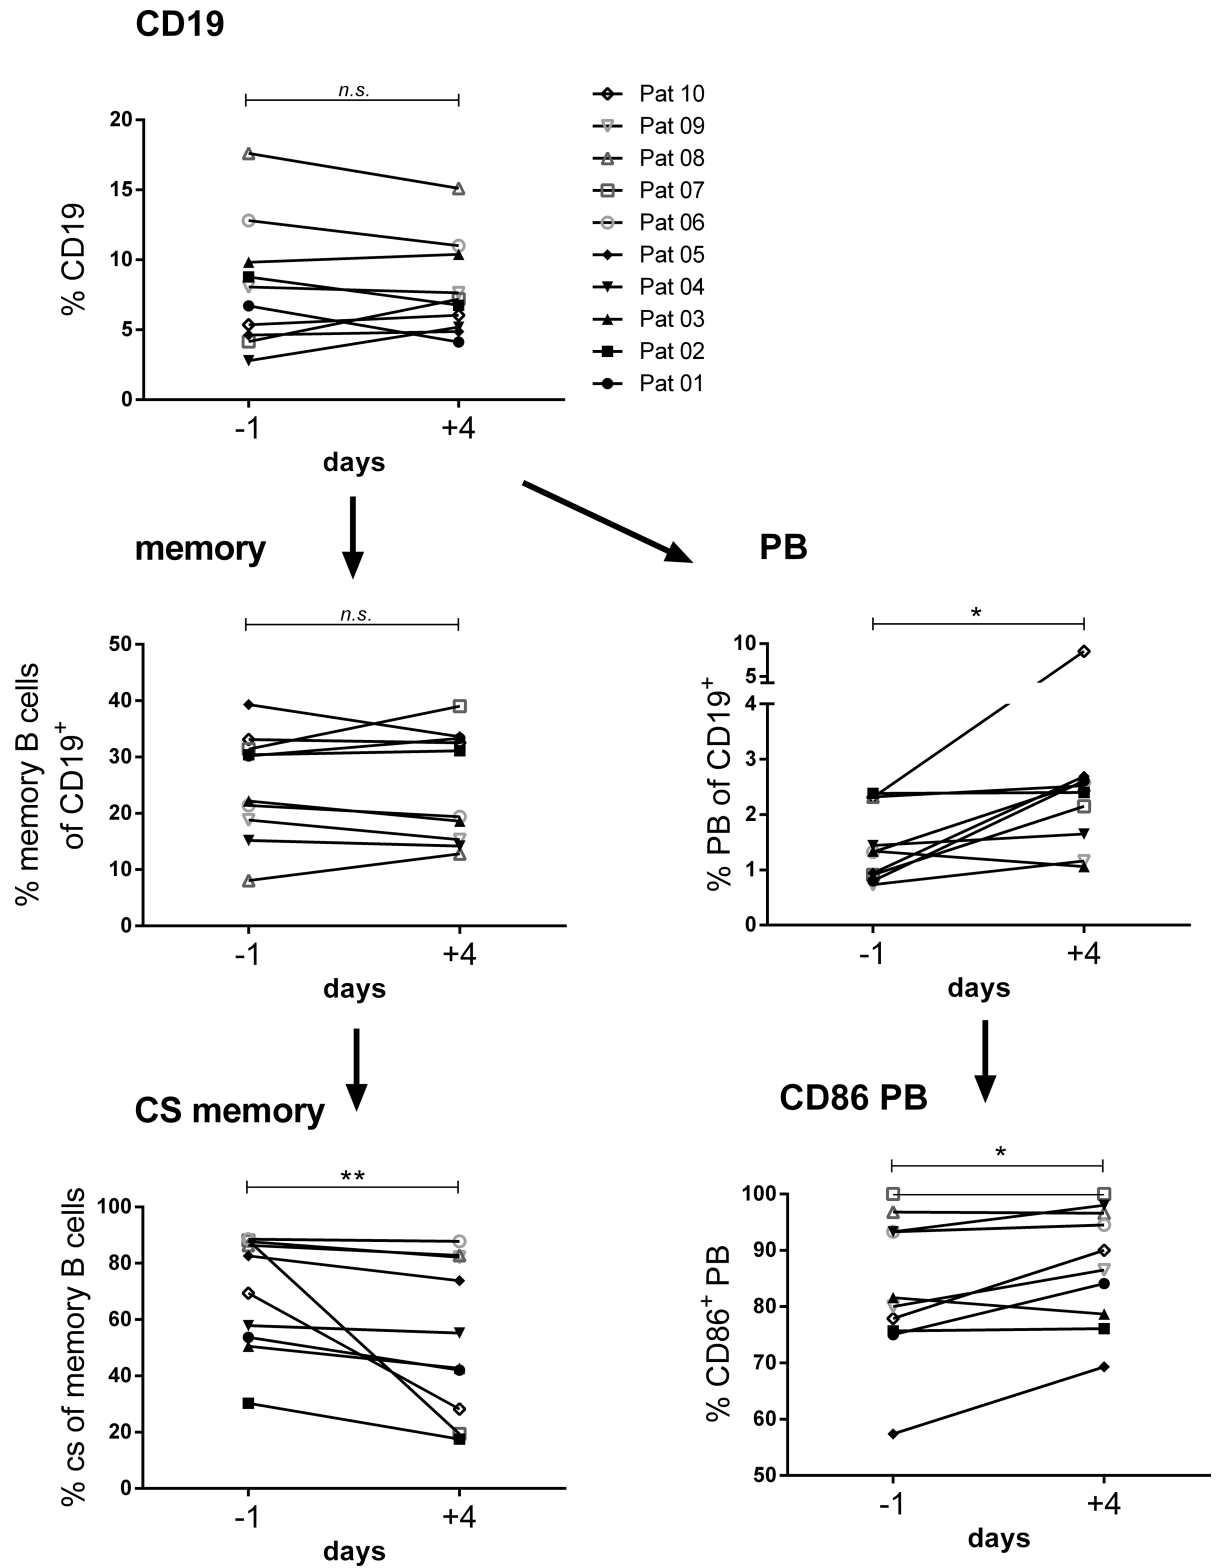 CD19
n.s.
20
15
10
5
0
% CD19
-1 +4
days
Pat 10
Pat 09
Pat 08
Pat 07
Pat 06
Pat 05
Pat 04
Pat 03
Pat 02
Pat 01
memory
n.s.
50
40
30
20
10
0
% memory B cells
of CD19+
-1 +4
days
PB
*
10
5
4
3
2
1
0
% PB of CD19+
-1 +4
days
CS memory
**
100
80
60
40
20
0
% cs of memory B cells
-1 +4
days
CD86 PB
*
100
90
80
70
60
50
% CD86+ PB
-1 +4
days